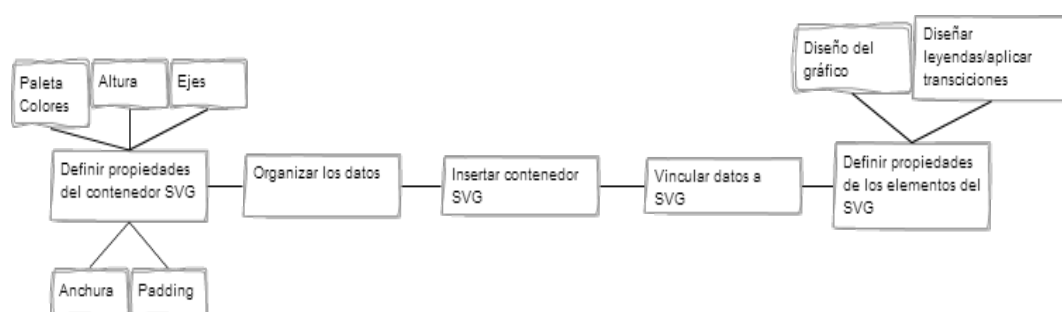 Diseñar
leyendas/aplicar
transciciones
Diseño del
gráfico
Paleta
Colores
Altura
Ejes
Definir propiedades
del contenedor SVG
Organizar los datos
Insertar contenedor
SVG
Vincular datos a
SVG
Definir propiedades
de los elementos del
SVG
Anchura
Padding